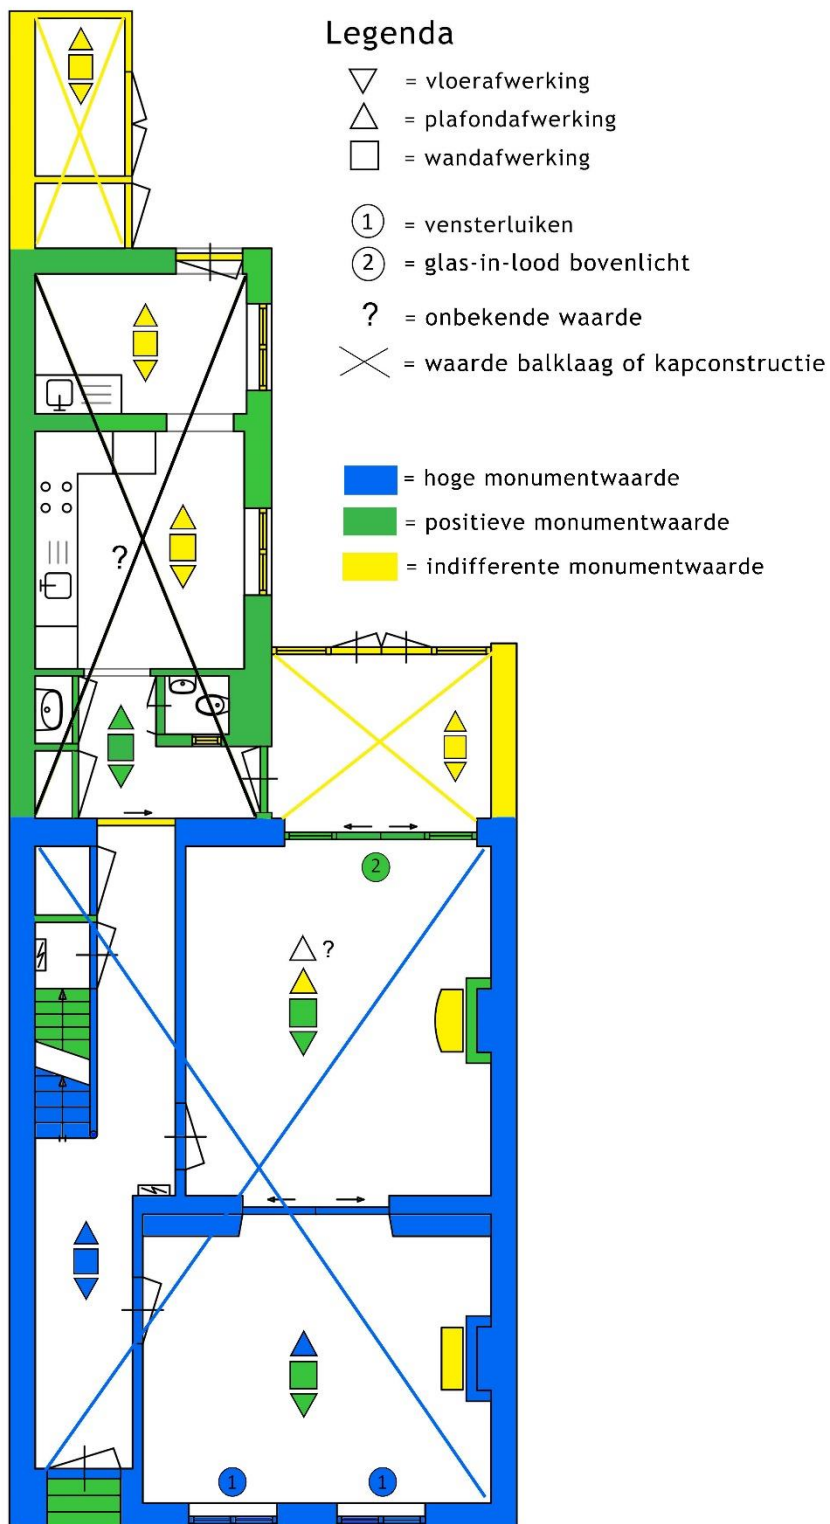 Legenda
= vloerafwerking
= plafondafwerking
= wandafwerking
1 = vensterluiken
2 = glas-in-lood bovenlicht
? = onbekende waarde
= waarde balklaag of kapconstructie
= hoge monumentwaarde
= positieve monumentwaarde
= indifferente monumentwaarde
?
2
?
1 1